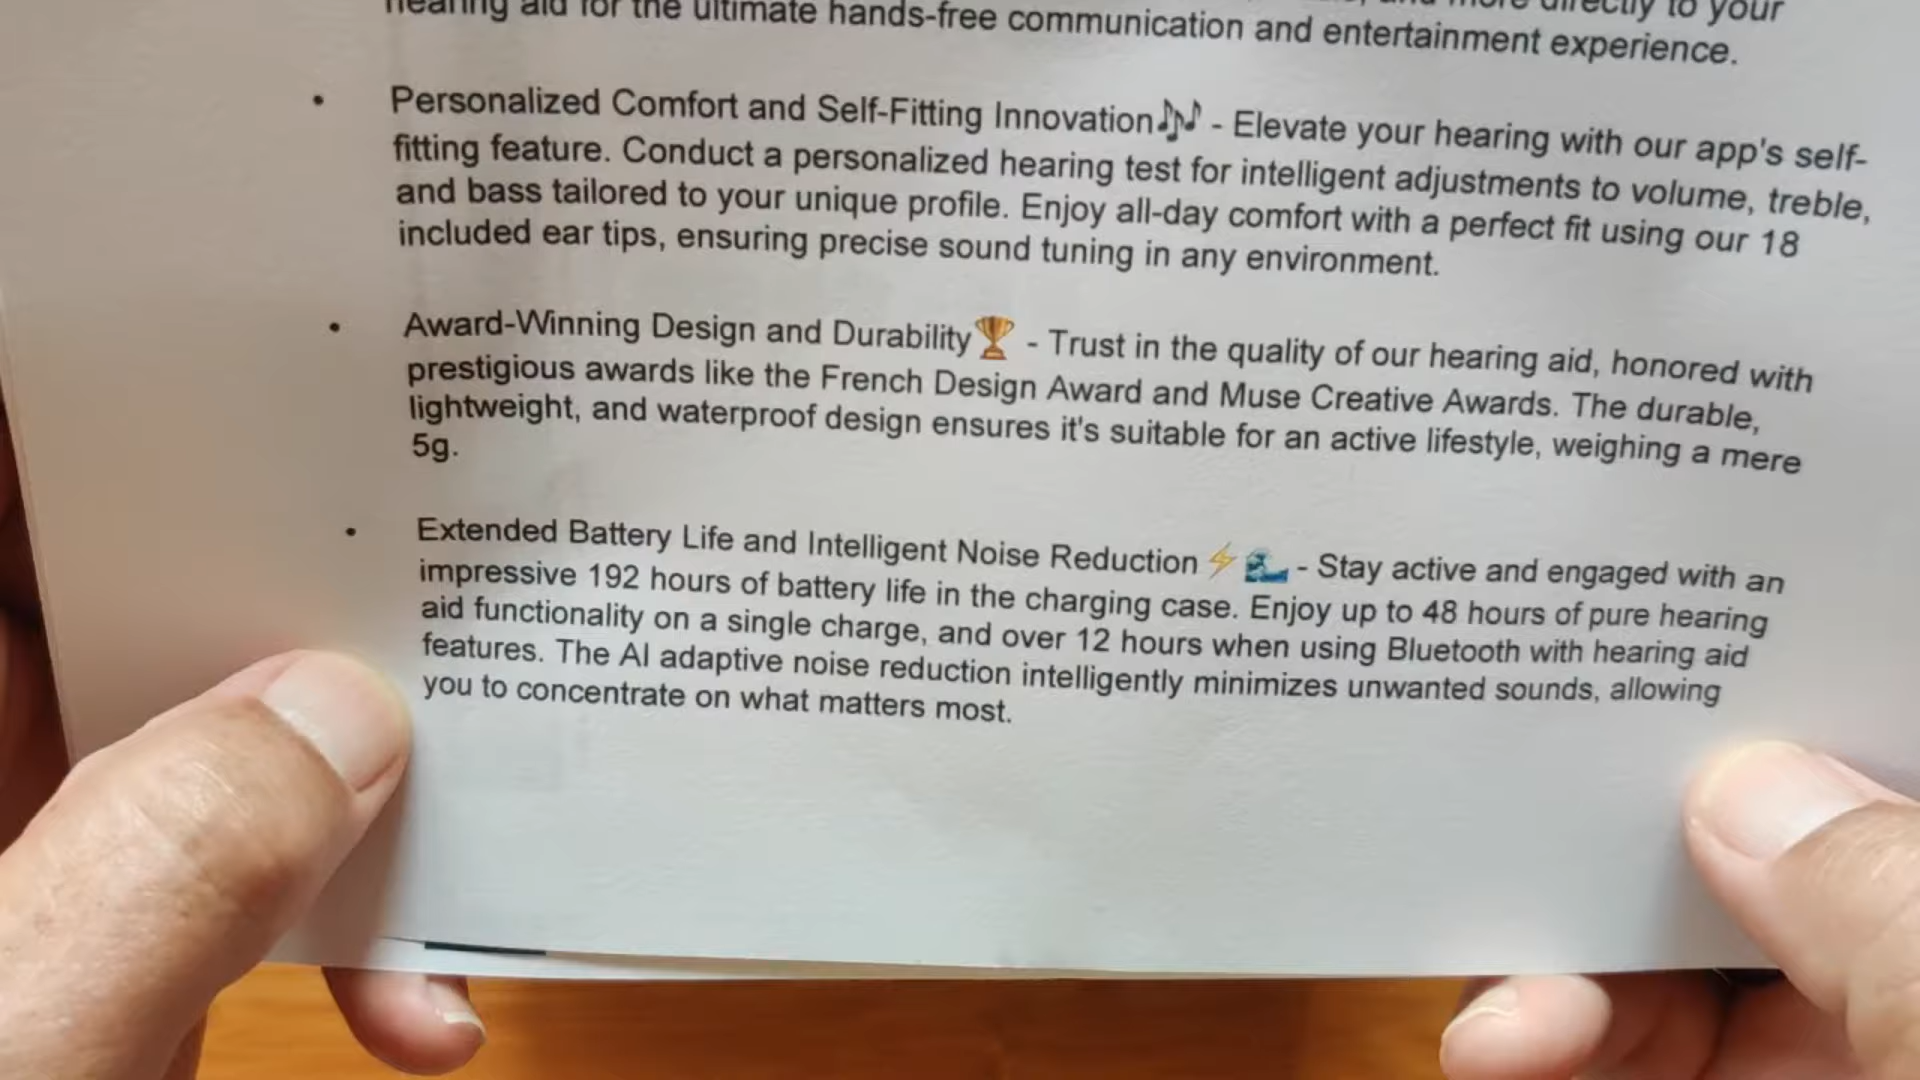 hearing aid for the ultimate hands-free communication and entertainment experience.
• Personalized Comfort and Self-Fitting Innovation🎶 - Elevate your hearing with our app's self-
fitting feature. Conduct a personalized hearing test for intelligent adjustments to volume, treble,
and bass tailored to your unique profile. Enjoy all-day comfort with a perfect fit using our 18
included ear tips, ensuring precise sound tuning in any environment.
• Award-Winning Design and Durability🏆 - Trust in the quality of our hearing aid, honored with
prestigious awards like the French Design Award and Muse Creative Awards. The durable,
lightweight, and waterproof design ensures it's suitable for an active lifestyle, weighing a mere
5g.
• Extended Battery Life and Intelligent Noise Reduction ⚡🌊 - Stay active and engaged with an
impressive 192 hours of battery life in the charging case. Enjoy up to 48 hours of pure hearing
aid functionality on a single charge, and over 12 hours when using Bluetooth with hearing aid
features. The AI adaptive noise reduction intelligently minimizes unwanted sounds, allowing
you to concentrate on what matters most.